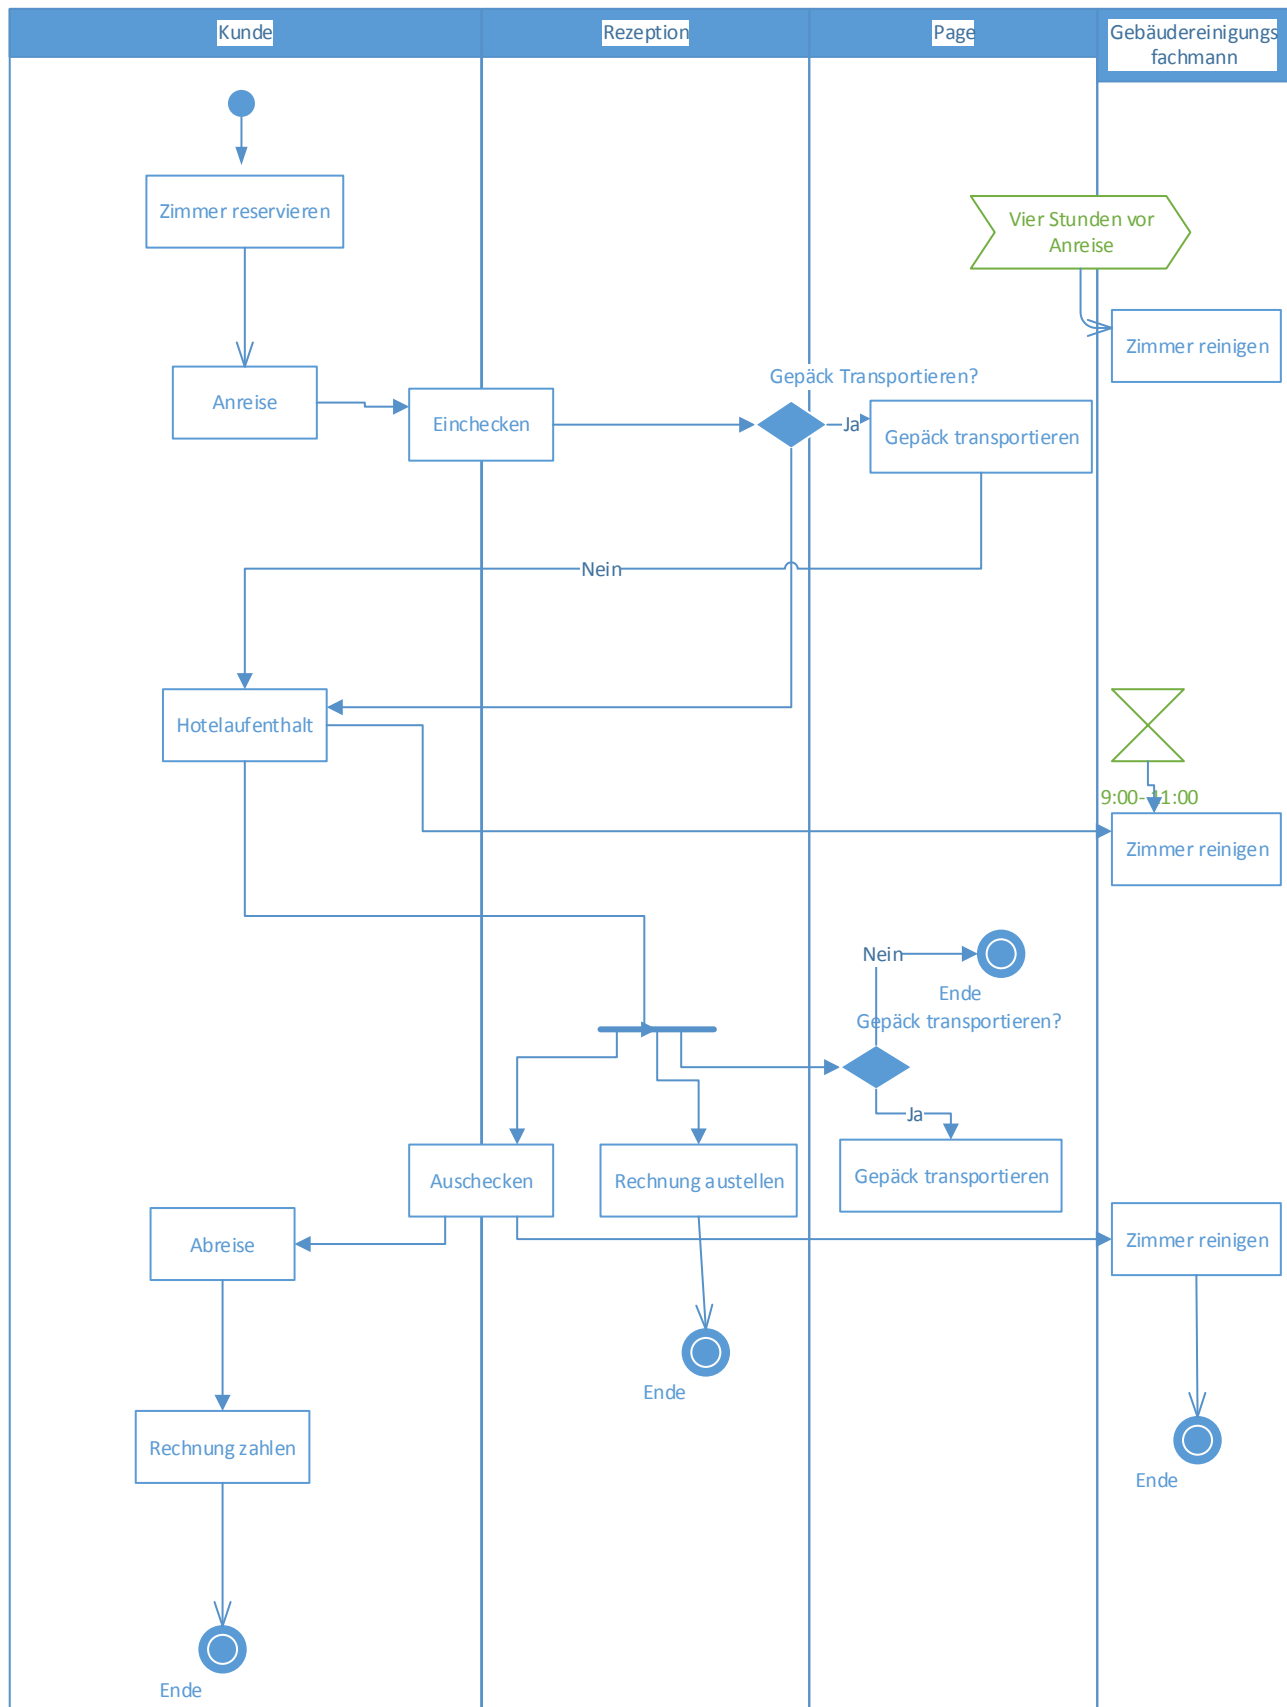 Kunde
Rezeption
Page
Gebäudereinigungs
fachmann
Zimmer reservieren
Vier Stunden vor
Anreise
Zimmer reinigen
Gepäck Transportieren?
Anreise
Einchecken
Ja
Gepäck transportieren
Nein
Hotelaufenthalt
9:00-11:00
Zimmer reinigen
Nein
Ende
Gepäck transportieren?
Ja
Auschecken
Rechnung austellen
Gepäck transportieren
Abreise
Zimmer reinigen
Ende
Rechnung zahlen
Ende
Ende